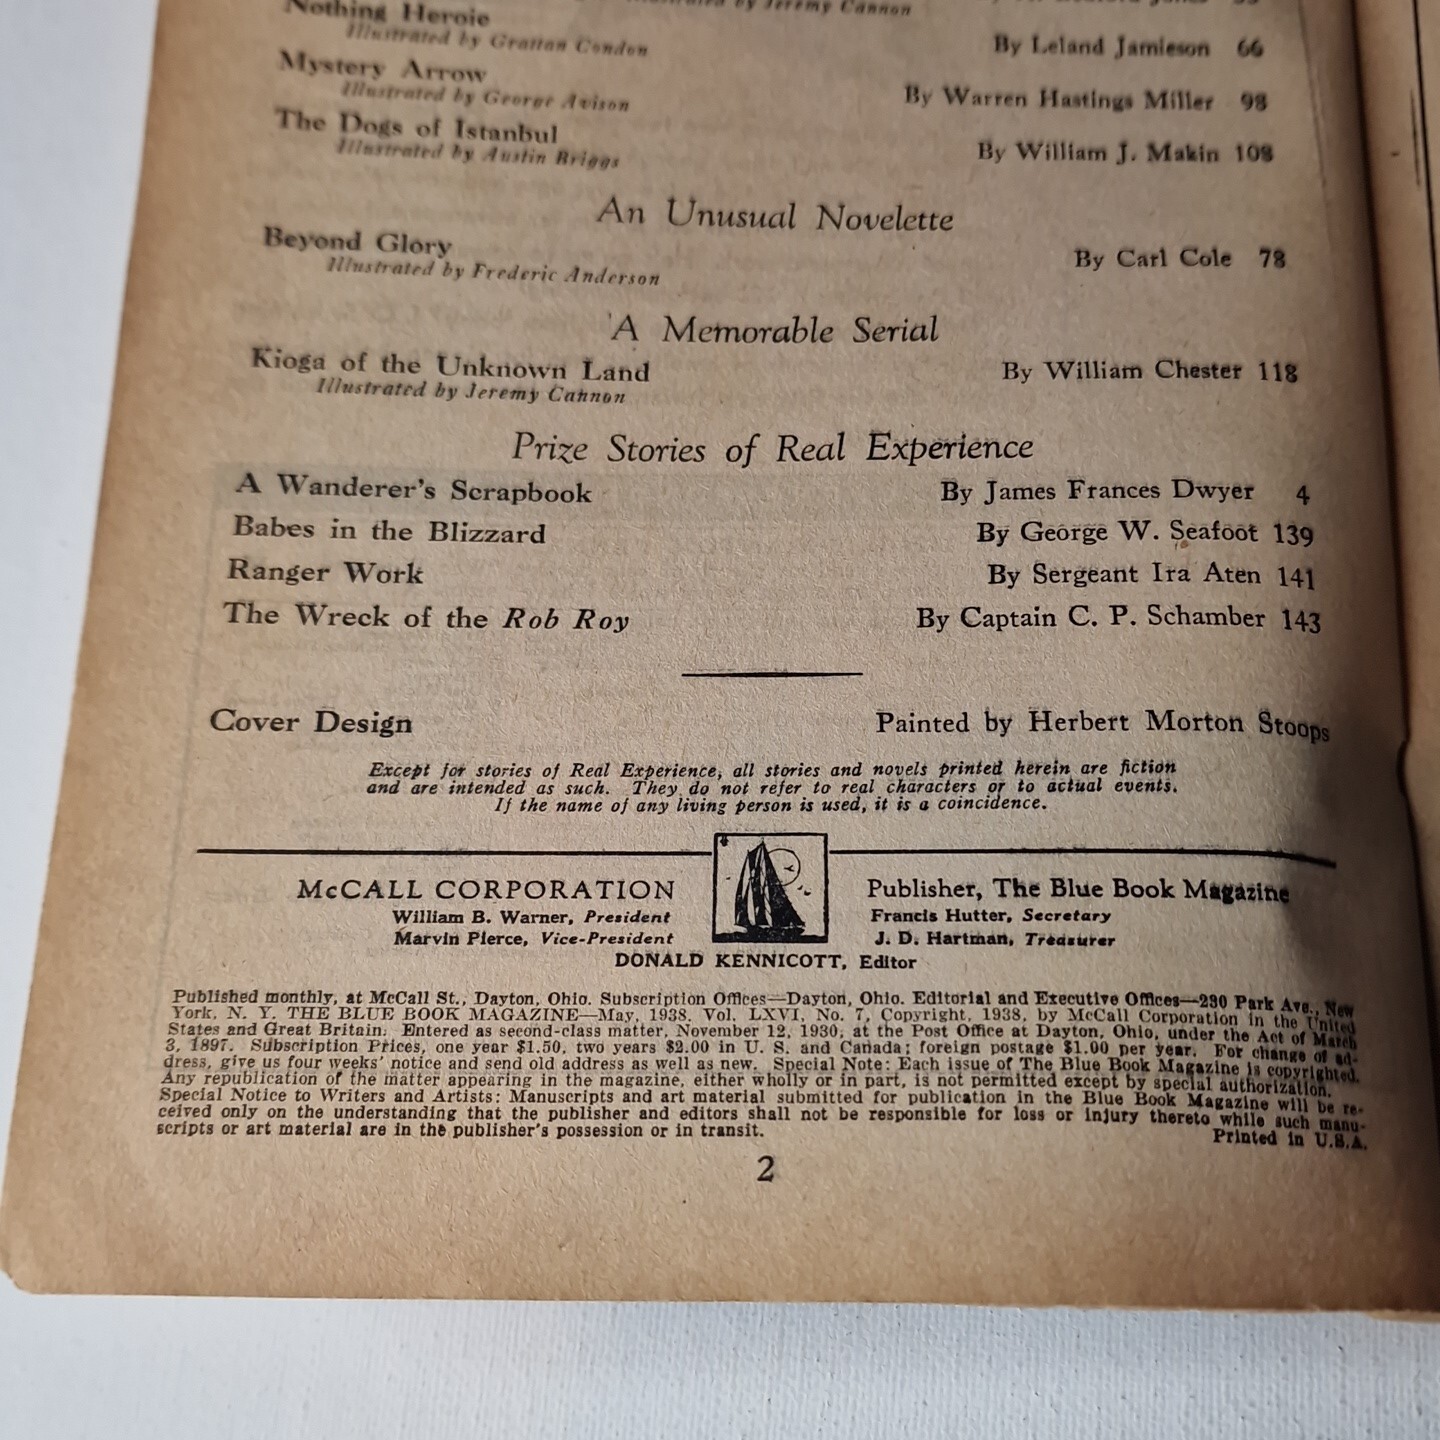 by Jeremy Cannon
Nothing Heroic
Illustrated by Grattan Condon
By Leland Jamieson 66
Mystery Arrow
Illustrated by George Avison
By Warren Hastings Miller 98
The Dogs of Istanbul
Illustrated by Austin Briggs
By William J. Makin 108
An Unusual Novelette
Beyond Glory
Illustrated by Frederic Anderson
By Carl Cole 78
A Memorable Serial
Kioga of the Unknown Land
Illustrated by Jeremy Cannon
By William Chester 118
Prize Stories of Real Experience
A Wanderer's Scrapbook By James Frances Dwyer 4
Babes in the Blizzard By George W. Seafoot 139
Ranger Work By Sergeant Ira Aten 141
The Wreck of the Rob Roy By Captain C. P. Schamber 143
Cover Design Painted by Herbert Morton Stoops
Except for stories of Real Experience, all stories and novels printed herein are fiction
and are intended as such. They do not refer to real characters or to actual events.
If the name of any living person is used, it is a coincidence.
McCALL CORPORATION Publisher, The Blue Book Magazine
William B. Warner, President Francis Hutter, Secretary
Marvin Pierce, Vice-President J. D. Hartman, Treasurer
DONALD KENNICOTT, Editor
Published monthly, at McCall St., Dayton, Ohio. Subscription Offices—Dayton, Ohio. Editorial and Executive Offices—230 Park Ave., New
York, N. Y. THE BLUE BOOK MAGAZINE—May, 1938. Vol. LXVI, No. 7, Copyright, 1938, by McCall Corporation in the United
States and Great Britain. Entered as second-class matter, November 12, 1930, at the Post Office at Dayton, Ohio, under the Act of March
3, 1897. Subscription Prices, one year $1.50, two years $2.00 in U. S. and Canada; foreign postage $1.00 per year. For change of ad-
dress, give us four weeks' notice and send old address as well as new. Special Note: Each issue of The Blue Book Magazine is copyrighted.
Any republication of the matter appearing in the magazine, either wholly or in part, is not permitted except by special authorization.
Special Notice to Writers and Artists: Manuscripts and art material submitted for publication in the Blue Book Magazine will be re-
ceived only on the understanding that the publisher and editors shall not be responsible for loss or injury thereto while such manu-
scripts or art material are in the publisher's possession or in transit. Printed in U.S.A.
2